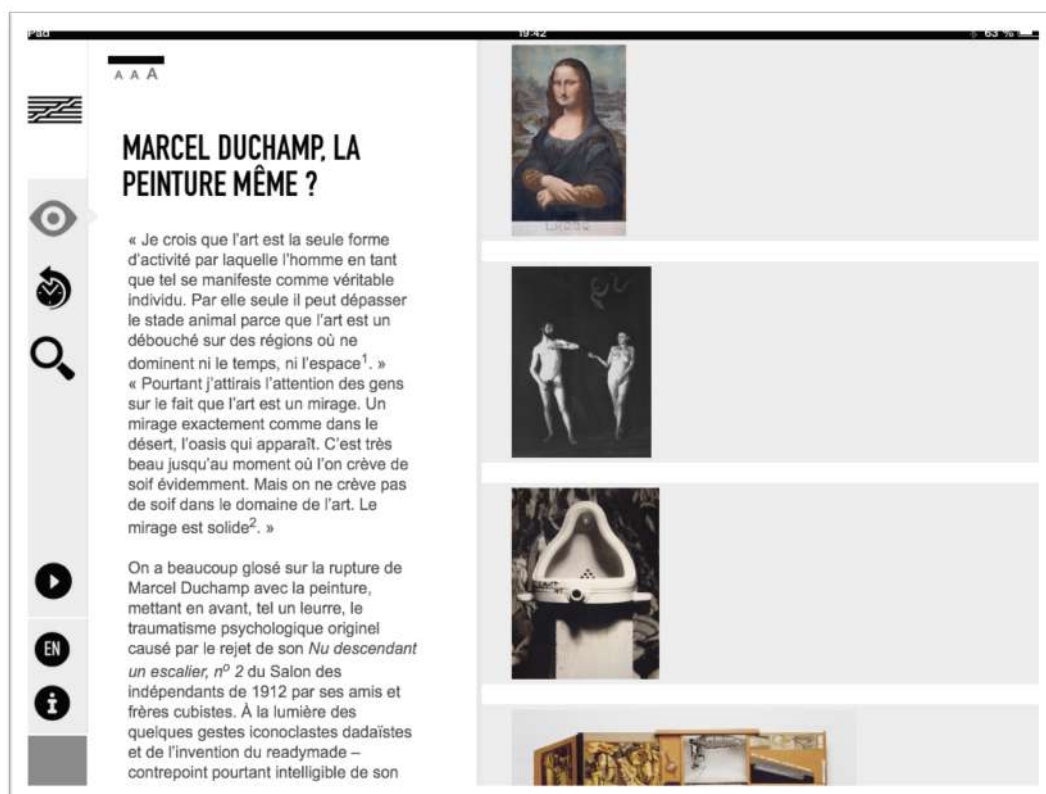 Pad
19:42
63 %
A A A
MARCEL DUCHAMP, LA
PEINTURE MÊME ?
« Je crois que l'art est la seule forme
d'activité par laquelle l'homme en tant
que tel se manifeste comme véritable
individu. Par elle seule il peut dépasser
le stade animal parce que l'art est un
débouché sur des régions où ne
dominent ni le temps, ni l'espace1. »
« Pourtant j'attirais l'attention des gens
sur le fait que l'art est un mirage. Un
mirage exactement comme dans le
désert, l'oasis qui apparaît. C'est très
beau jusqu'au moment où l'on crève de
soif évidemment. Mais on ne crève pas
de soif dans le domaine de l'art. Le
mirage est solide2. »
On a beaucoup glosé sur la rupture de
Marcel Duchamp avec la peinture,
mettant en avant, tel un leurre, le
traumatisme psychologique originel
causé par le rejet de son Nu descendant
un escalier, no 2 du Salon des
indépendants de 1912 par ses amis et
frères cubistes. À la lumière des
quelques gestes iconoclastes dadaïstes
et de l'invention du readymade –
contrepoint pourtant intelligible de son
EN
L.H.O.O.Q.